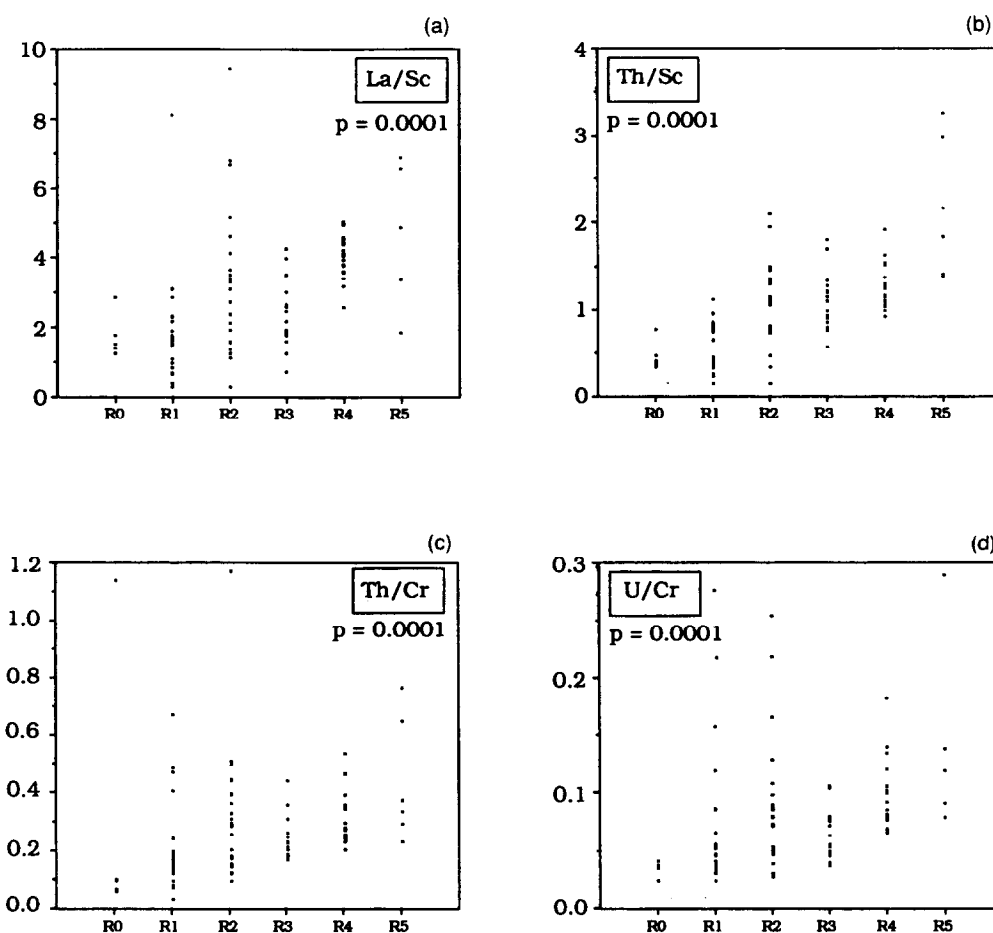 (a)
10
8
6
4
2
0
La/Sc
p = 0.0001
R0 R1 R2 R3 R4 R5
(b)
4
3
2
1
0
Th/Sc
p = 0.0001
R0 R1 R2 R3 R4 R5
(c)
1.2
1.0
0.8
0.6
0.4
0.2
0.0
Th/Cr
p = 0.0001
R0 R1 R2 R3 R4 R5
(d)
0.3
0.2
0.1
0.0
U/Cr
p = 0.0001
R0 R1 R2 R3 R4 R5